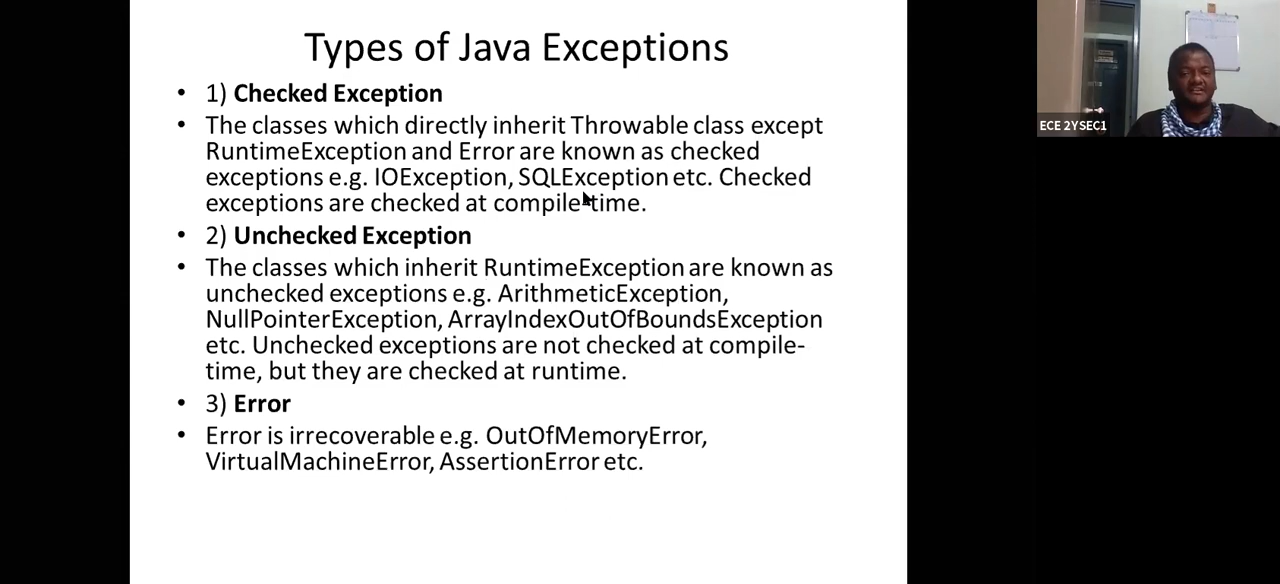 Types of Java Exceptions
• 1) Checked Exception
• The classes which directly inherit Throwable class except
RuntimeException and Error are known as checked
exceptions e.g. IOException, SQLException etc. Checked
exceptions are checked at compile-time.
• 2) Unchecked Exception
• The classes which inherit RuntimeException are known as
unchecked exceptions e.g. ArithmeticException,
NullPointerException, ArrayIndexOutOfBoundsException
etc. Unchecked exceptions are not checked at compile-
time, but they are checked at runtime.
• 3) Error
• Error is irrecoverable e.g. OutOfMemoryError,
VirtualMachineError, AssertionError etc.
ECE 2Y SEC1